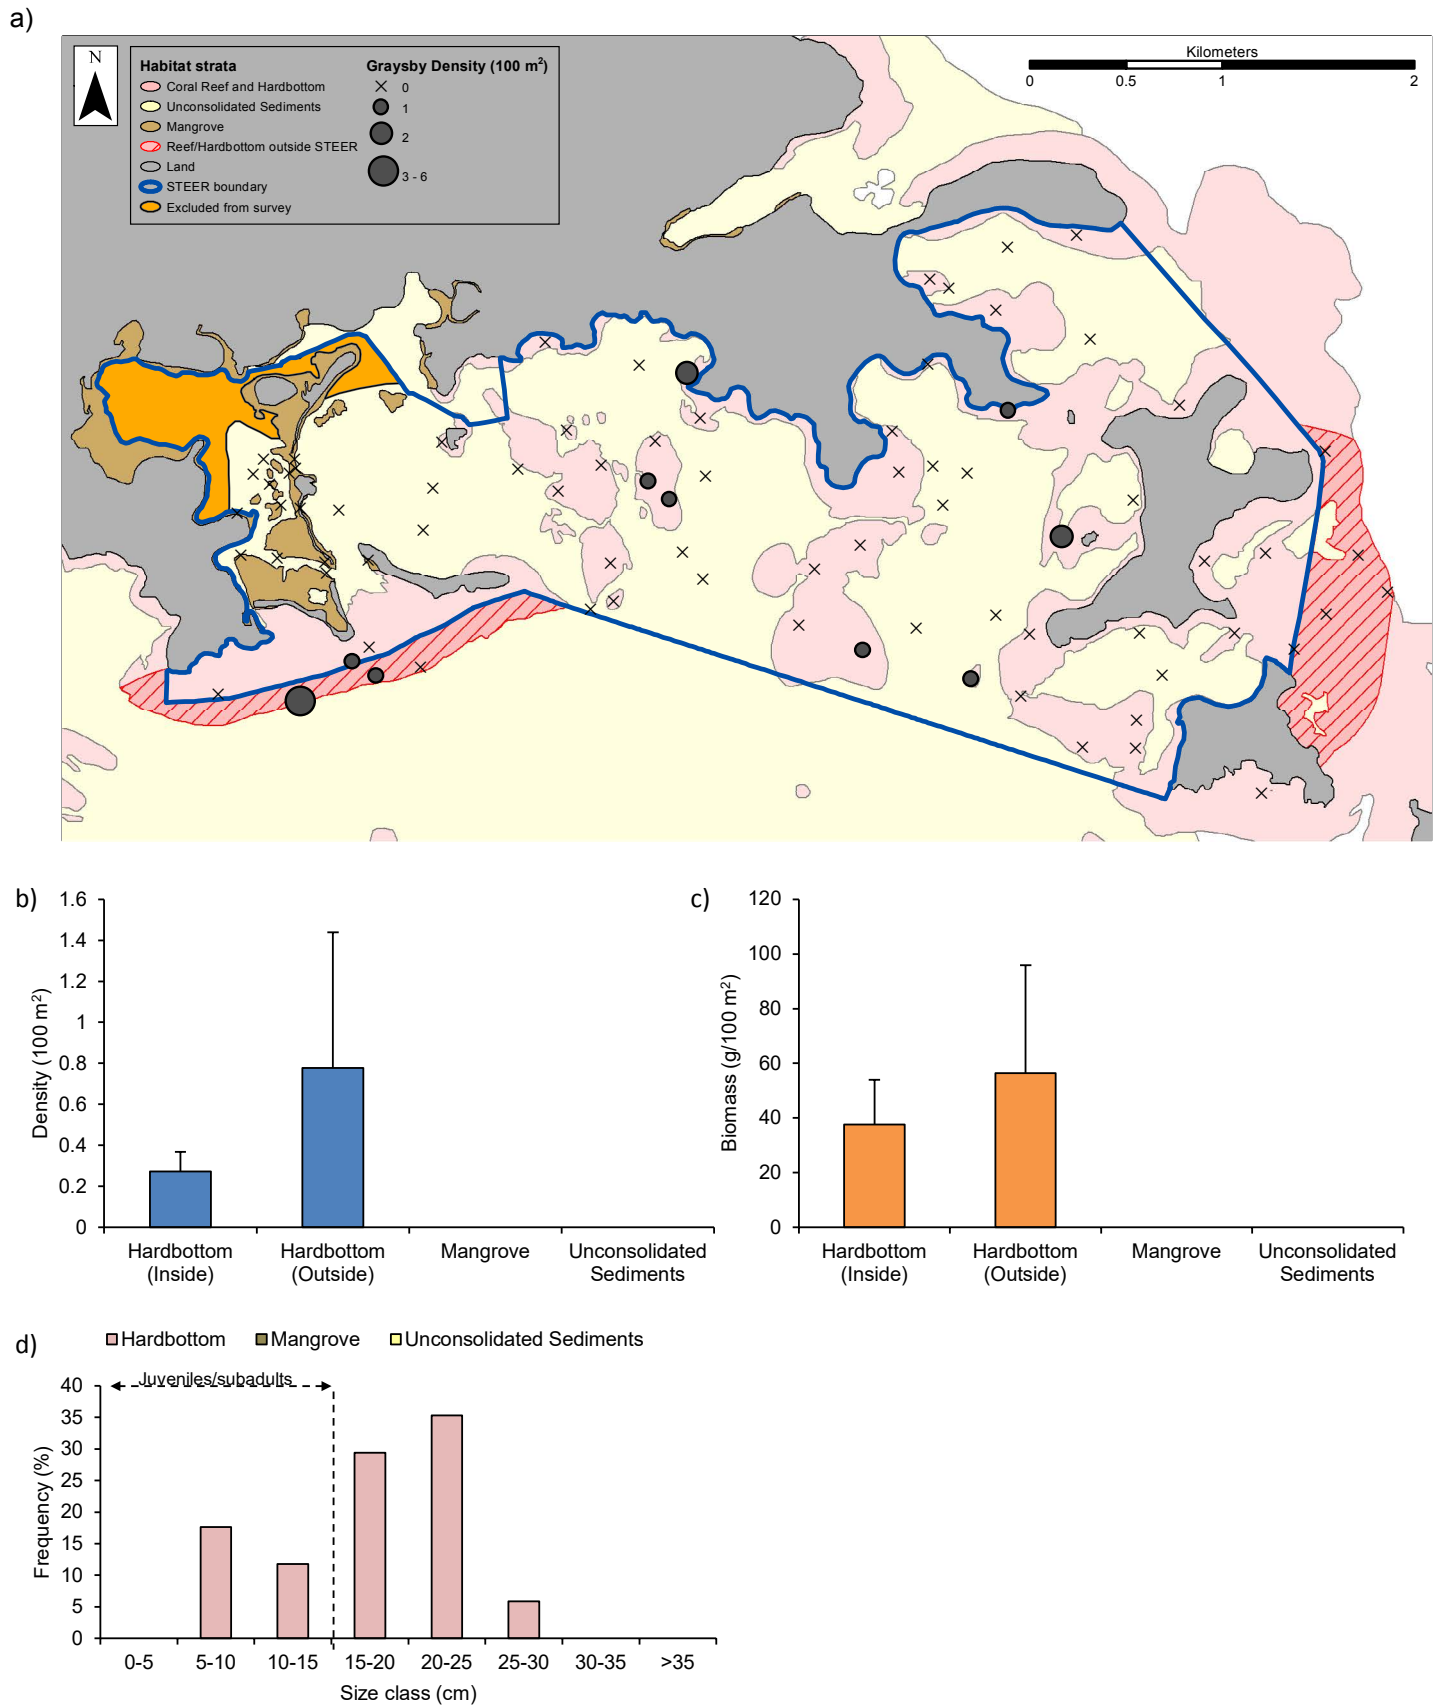 a)
N
Habitat strata
Coral Reef and Hardbottom
Unconsolidated Sediments
Mangrove
Reef/Hardbottom outside STEER
Land
STEER boundary
Excluded from survey
Graysby Density (100 m²)
0
1
2
3 - 6
Kilometers
0 0.5 1 2
b)
Density (100 m²)
1.6
1.4
1.2
1
0.8
0.6
0.4
0.2
0
Hardbottom (Inside)
Hardbottom (Outside)
Mangrove
Unconsolidated Sediments
c)
Biomass (g/100 m²)
120
100
80
60
40
20
0
Hardbottom (Inside)
Hardbottom (Outside)
Mangrove
Unconsolidated Sediments
d)
Hardbottom Mangrove Unconsolidated Sediments
Juveniles/subadults
Frequency (%)
40
35
30
25
20
15
10
5
0
0-5 5-10 10-15 15-20 20-25 25-30 30-35 >35
Size class (cm)